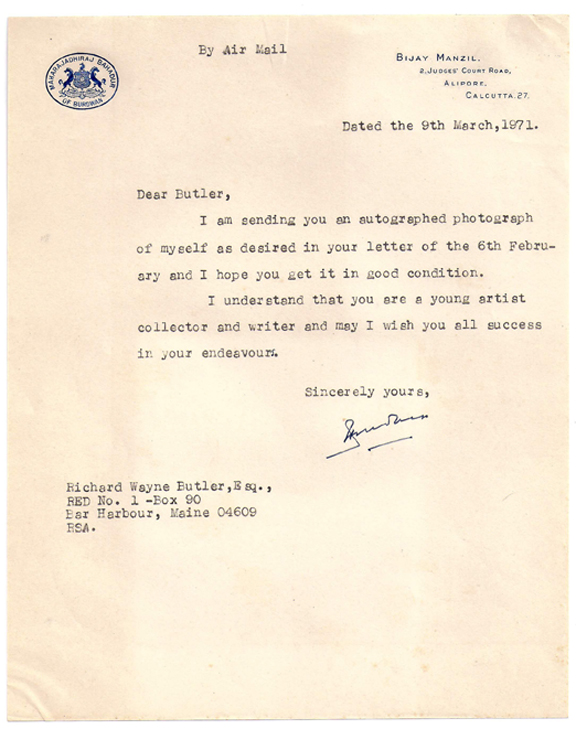 By Air Mail
MAHARAJADHIRAJ BAHADUR
OF BURDWAN
BIJAY MANZIL.
2, JUDGES' COURT ROAD,
ALIPORE.
CALCUTTA.27.
Dated the 9th March,1971.
Dear Butler,
I am sending you an autographed photograph
of myself as desired in your letter of the 6th Febru-
ary and I hope you get it in good condition.
I understand that you are a young artist
collector and writer and may I wish you all success
in your endeavour.
Sincerely yours,
Burdwan
Richard Wayne Butler,Esq.,
RED No. 1 -Box 90
Bar Harbour, Maine 04609
RSA.